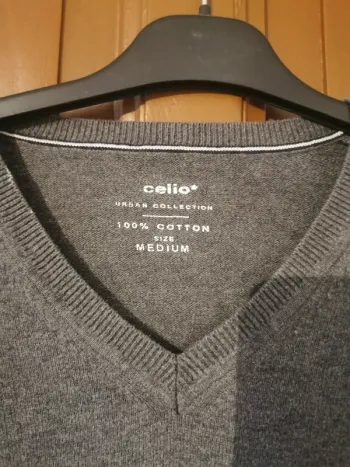 celio*
URBAN COLLECTION
100% COTTON
SIZE
MEDIUM